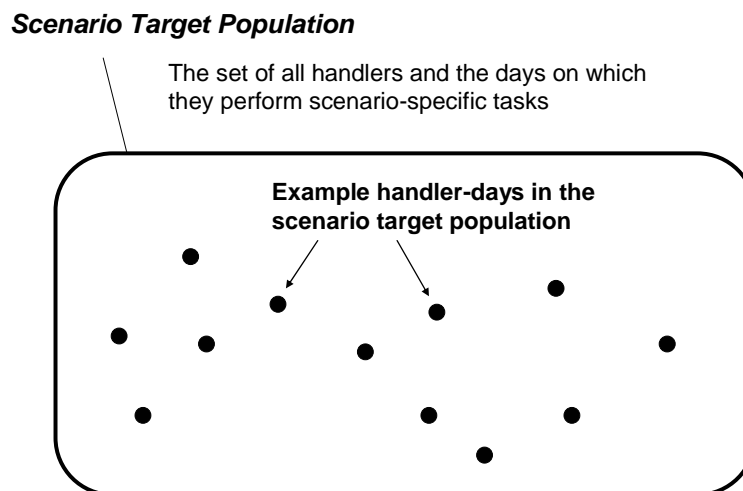 Scenario Target Population
The set of all handlers and the days on which
they perform scenario-specific tasks
Example handler-days in the
scenario target population